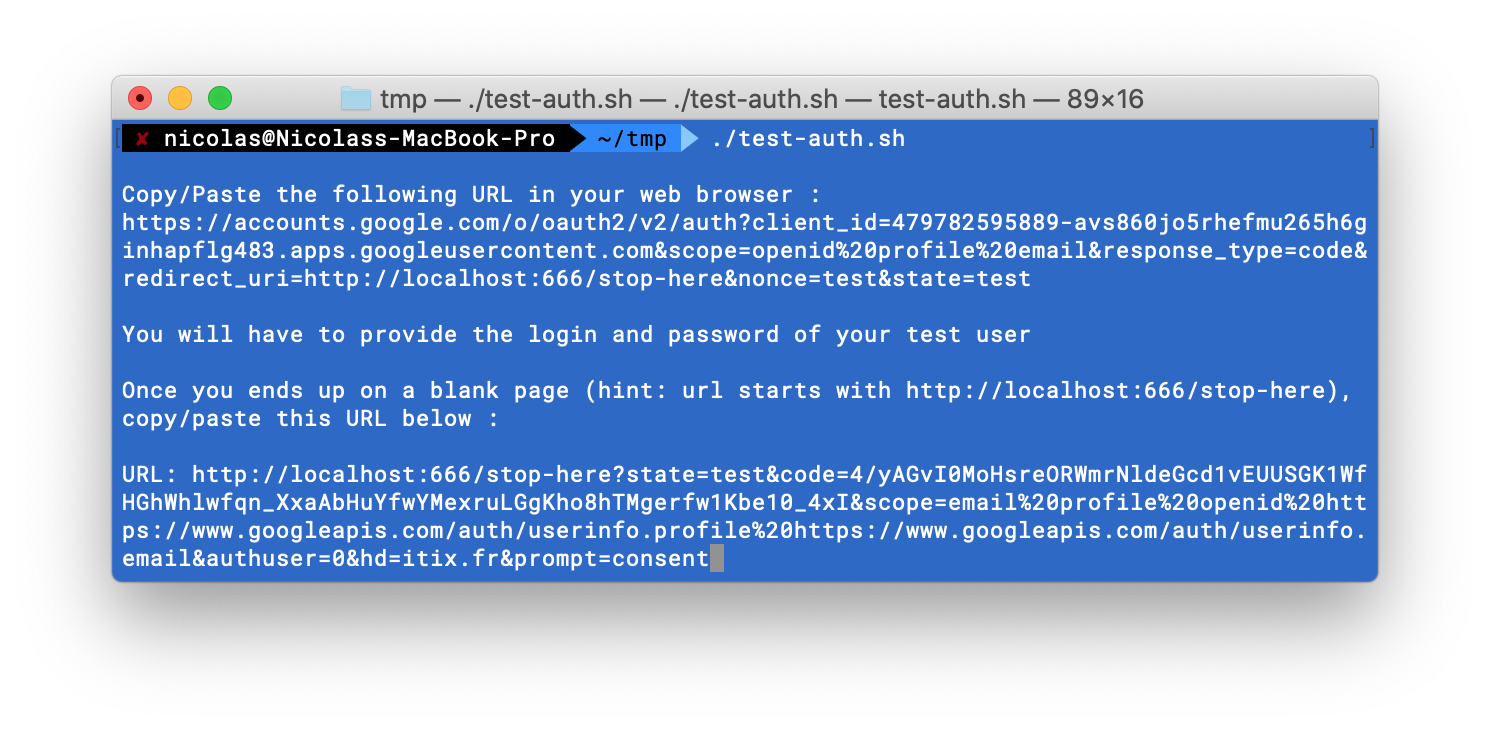 tmp — ./test-auth.sh — ./test-auth.sh — test-auth.sh — 89×16
[ ✘ nicolas@Nicolass-MacBook-Pro ~/tmp ./test-auth.sh ]
Copy/Paste the following URL in your web browser :
https://accounts.google.com/o/oauth2/v2/auth?client_id=479782595889-avs860jo5rhefmu265h6g
inhapflg483.apps.googleusercontent.com&scope=openid%20profile%20email&response_type=code&
redirect_uri=http://localhost:666/stop-here&nonce=test&state=test
You will have to provide the login and password of your test user
Once you ends up on a blank page (hint: url starts with http://localhost:666/stop-here),
copy/paste this URL below :
URL: http://localhost:666/stop-here?state=test&code=4/yAGvI0MoHsreORWmrNldeGcd1vEUUSGK1Wf
HGhWhlwfqn_XxaAbHuYfwYMexruLGgKho8hTMgerfw1Kbe10_4xI&scope=email%20profile%20openid%20htt
ps://www.googleapis.com/auth/userinfo.profile%20https://www.googleapis.com/auth/userinfo.
email&authuser=0&hd=itix.fr&prompt=consent